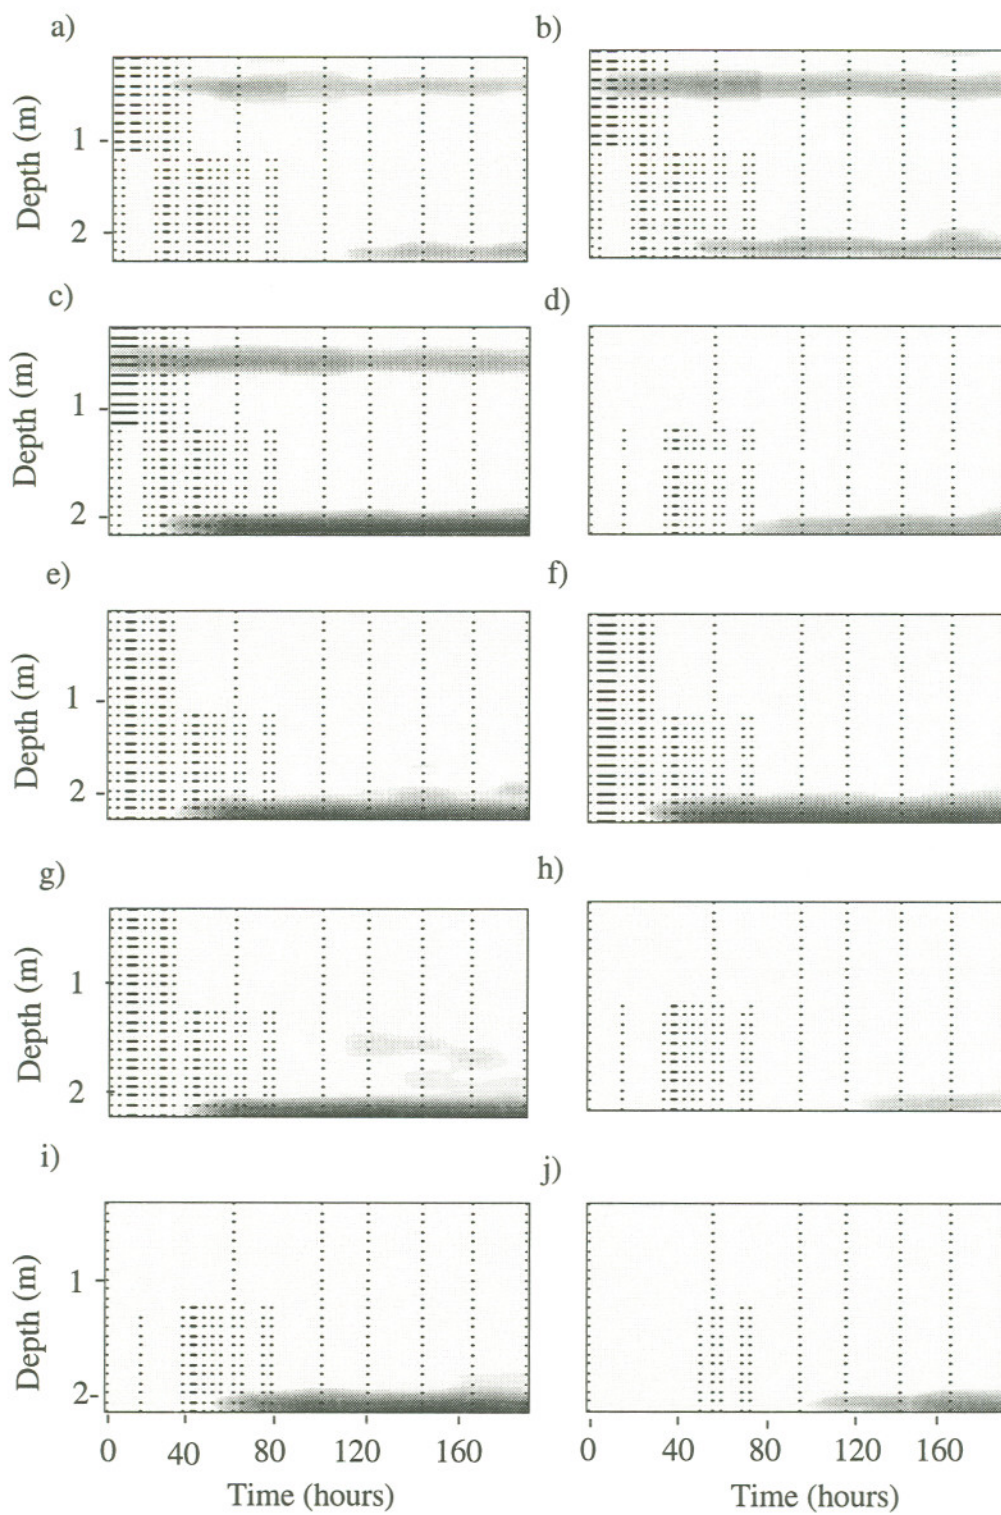 a)
b)
Depth (m)
1
2
c)
d)
Depth (m)
1
2
e)
f)
Depth (m)
1
2
g)
h)
Depth (m)
1
2
i)
j)
Depth (m)
1
2
0 40 80 120 160
0 40 80 120 160
Time (hours)
Time (hours)